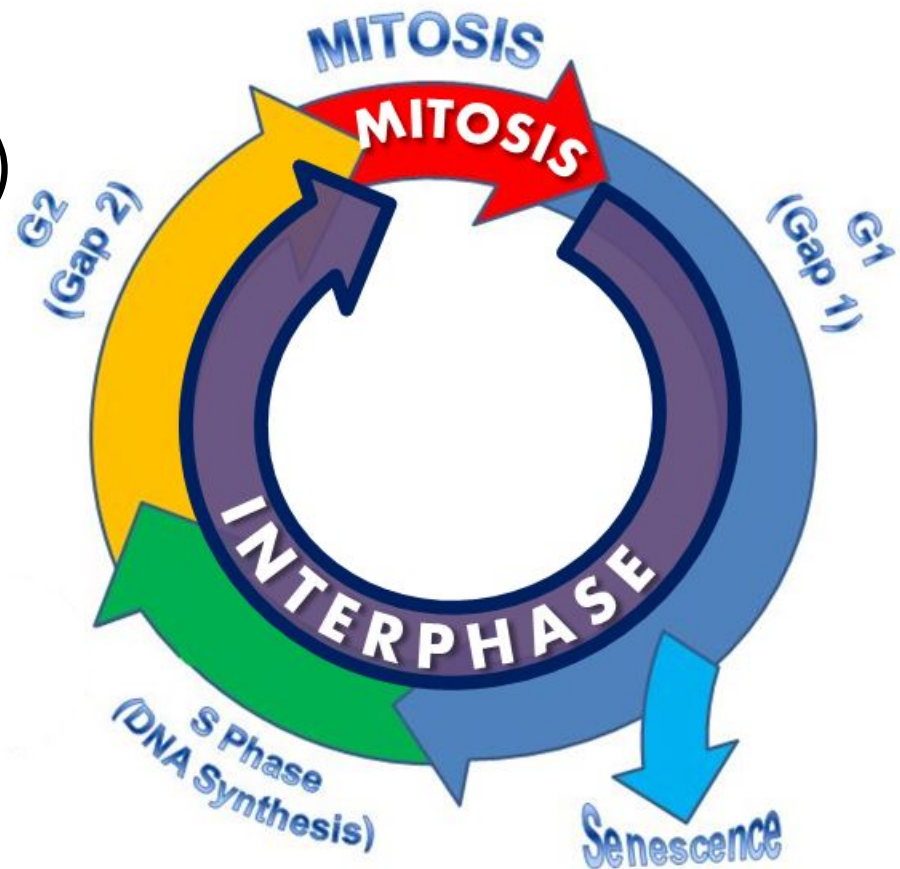 MITOSIS
MITOSIS
)
G2
(Gap 2)
G1
(Gap 1)
INTERPHASE
S Phase
(DNA Synthesis)
Senescence